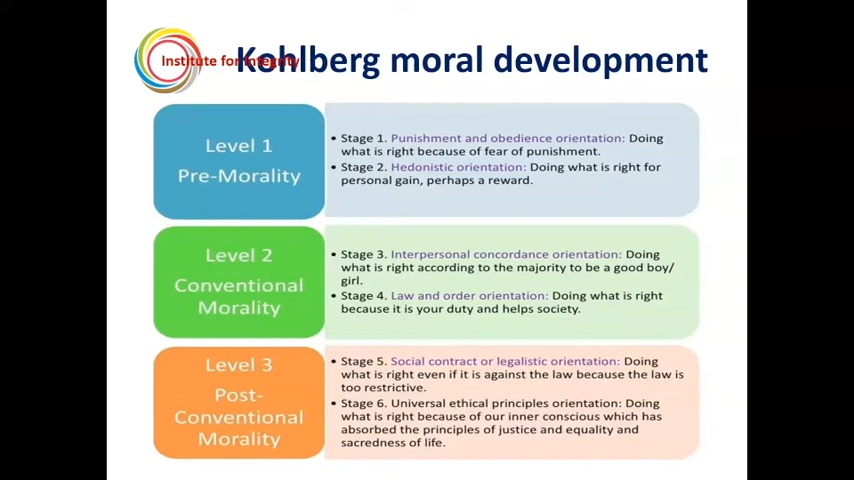 Institute for Integrity
Kohlberg moral development
Level 1
Pre-Morality
• Stage 1. Punishment and obedience orientation: Doing
what is right because of fear of punishment.
• Stage 2. Hedonistic orientation: Doing what is right for
personal gain, perhaps a reward.
Level 2
Conventional
Morality
• Stage 3. Interpersonal concordance orientation: Doing
what is right according to the majority to be a good boy/
girl.
• Stage 4. Law and order orientation: Doing what is right
because it is your duty and helps society.
Level 3
Post-
Conventional
Morality
• Stage 5. Social contract or legalistic orientation: Doing
what is right even if it is against the law because the law is
too restrictive.
• Stage 6. Universal ethical principles orientation: Doing
what is right because of our inner conscious which has
absorbed the principles of justice and equality and
sacredness of life.